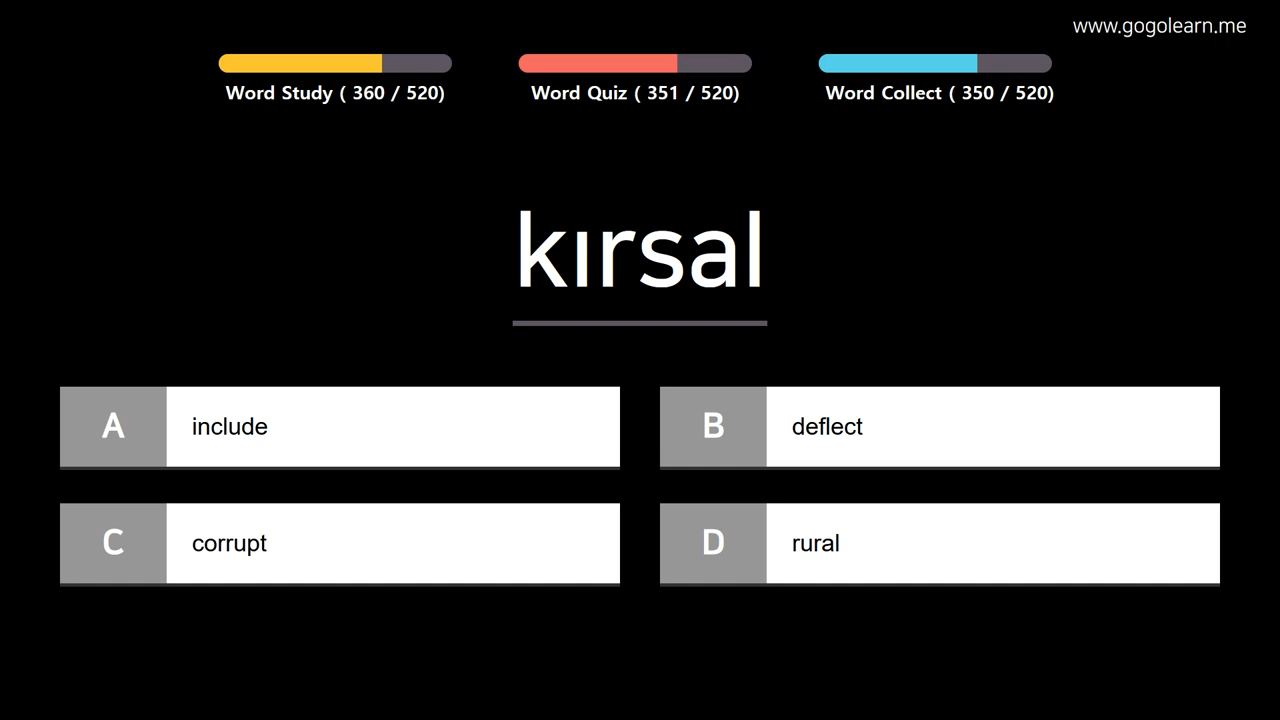 www.gogolearn.me
Word Study ( 360 / 520)
Word Quiz ( 351 / 520)
Word Collect ( 350 / 520)
kırsal
A include
B deflect
C corrupt
D rural